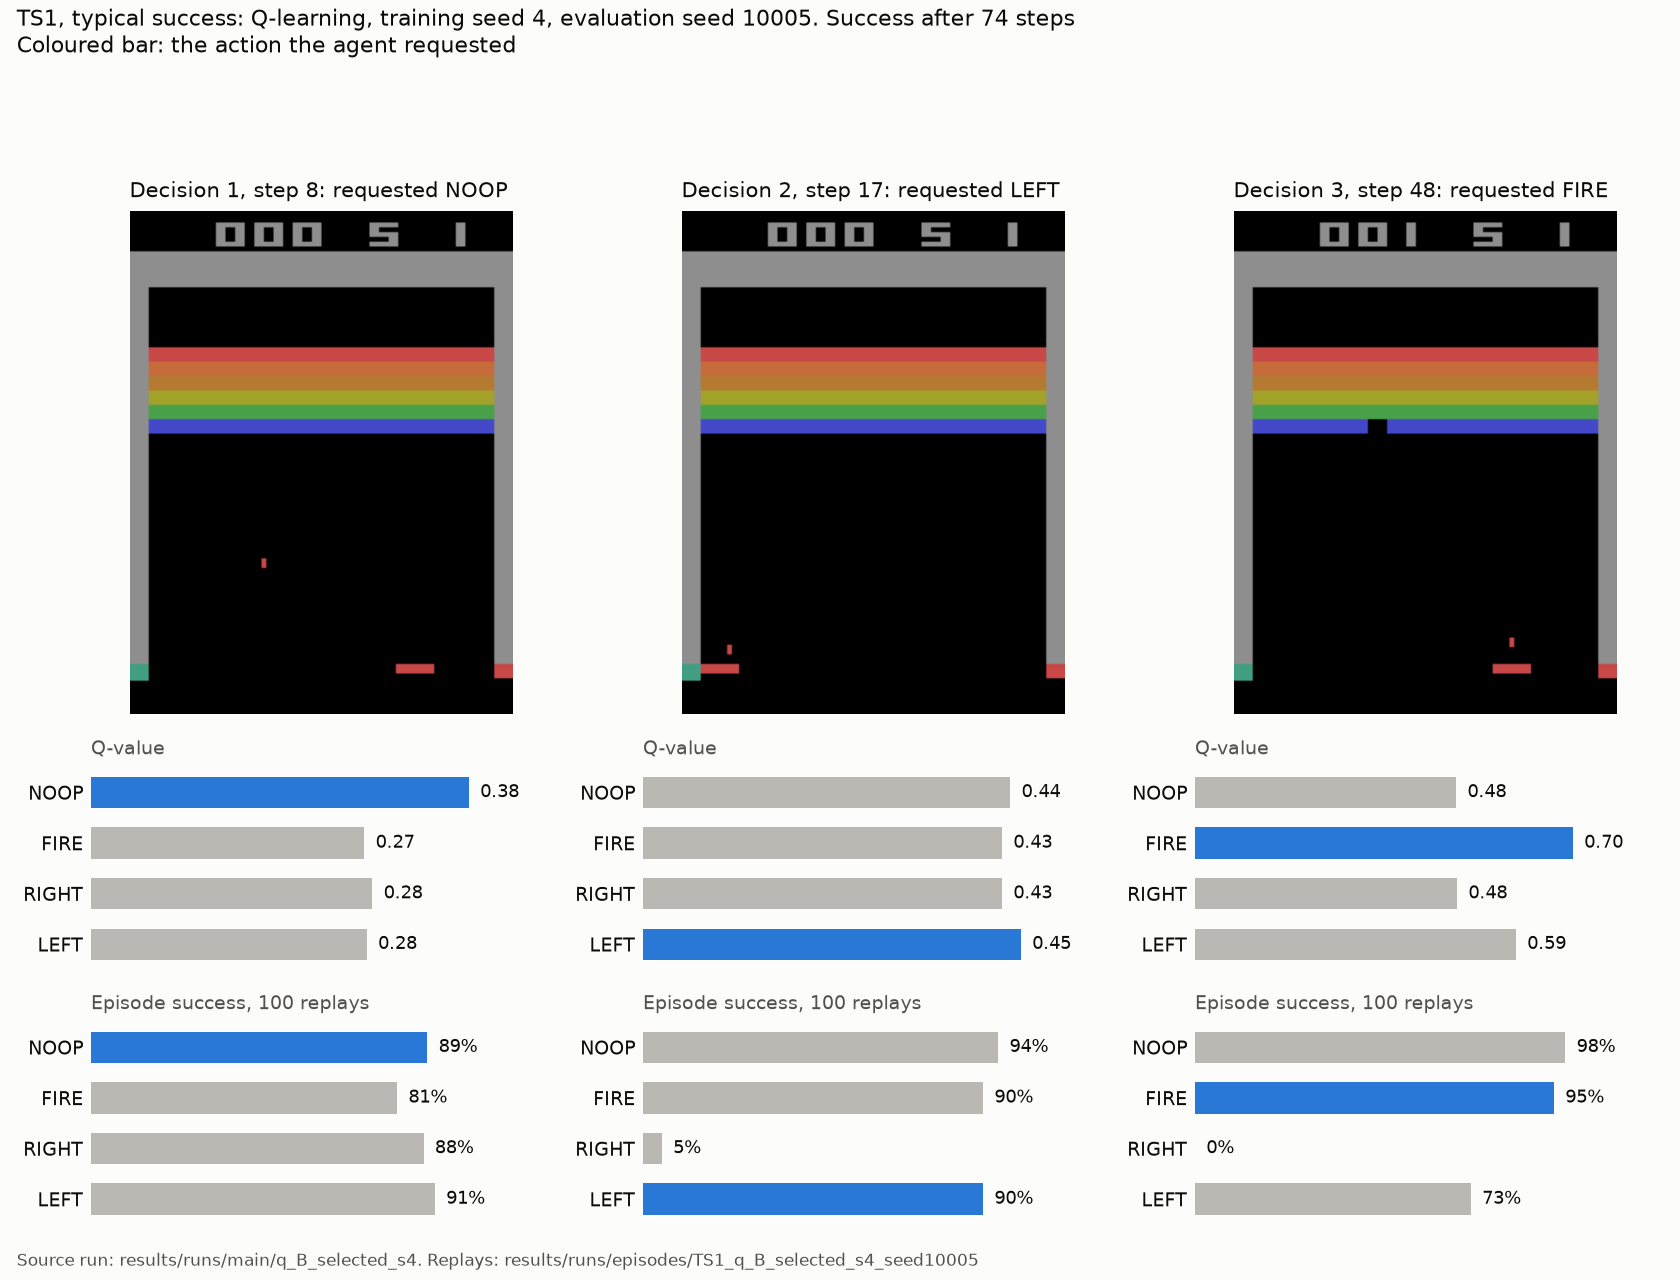 TS1, typical success: Q-learning, training seed 4, evaluation seed 10005. Success after 74 steps
Coloured bar: the action the agent requested
Decision 1, step 8: requested NOOP
000 5 1
Q-value
NOOP 0.38
FIRE 0.27
RIGHT 0.28
LEFT 0.28
Episode success, 100 replays
NOOP 89%
FIRE 81%
RIGHT 88%
LEFT 91%
Decision 2, step 17: requested LEFT
000 5 1
Q-value
NOOP 0.44
FIRE 0.43
RIGHT 0.43
LEFT 0.45
Episode success, 100 replays
NOOP 94%
FIRE 90%
RIGHT 5%
LEFT 90%
Decision 3, step 48: requested FIRE
001 5 1
Q-value
NOOP 0.48
FIRE 0.70
RIGHT 0.48
LEFT 0.59
Episode success, 100 replays
NOOP 98%
FIRE 95%
RIGHT 0%
LEFT 73%
Source run: results/runs/main/q_B_selected_s4. Replays: results/runs/episodes/TS1_q_B_selected_s4_seed10005